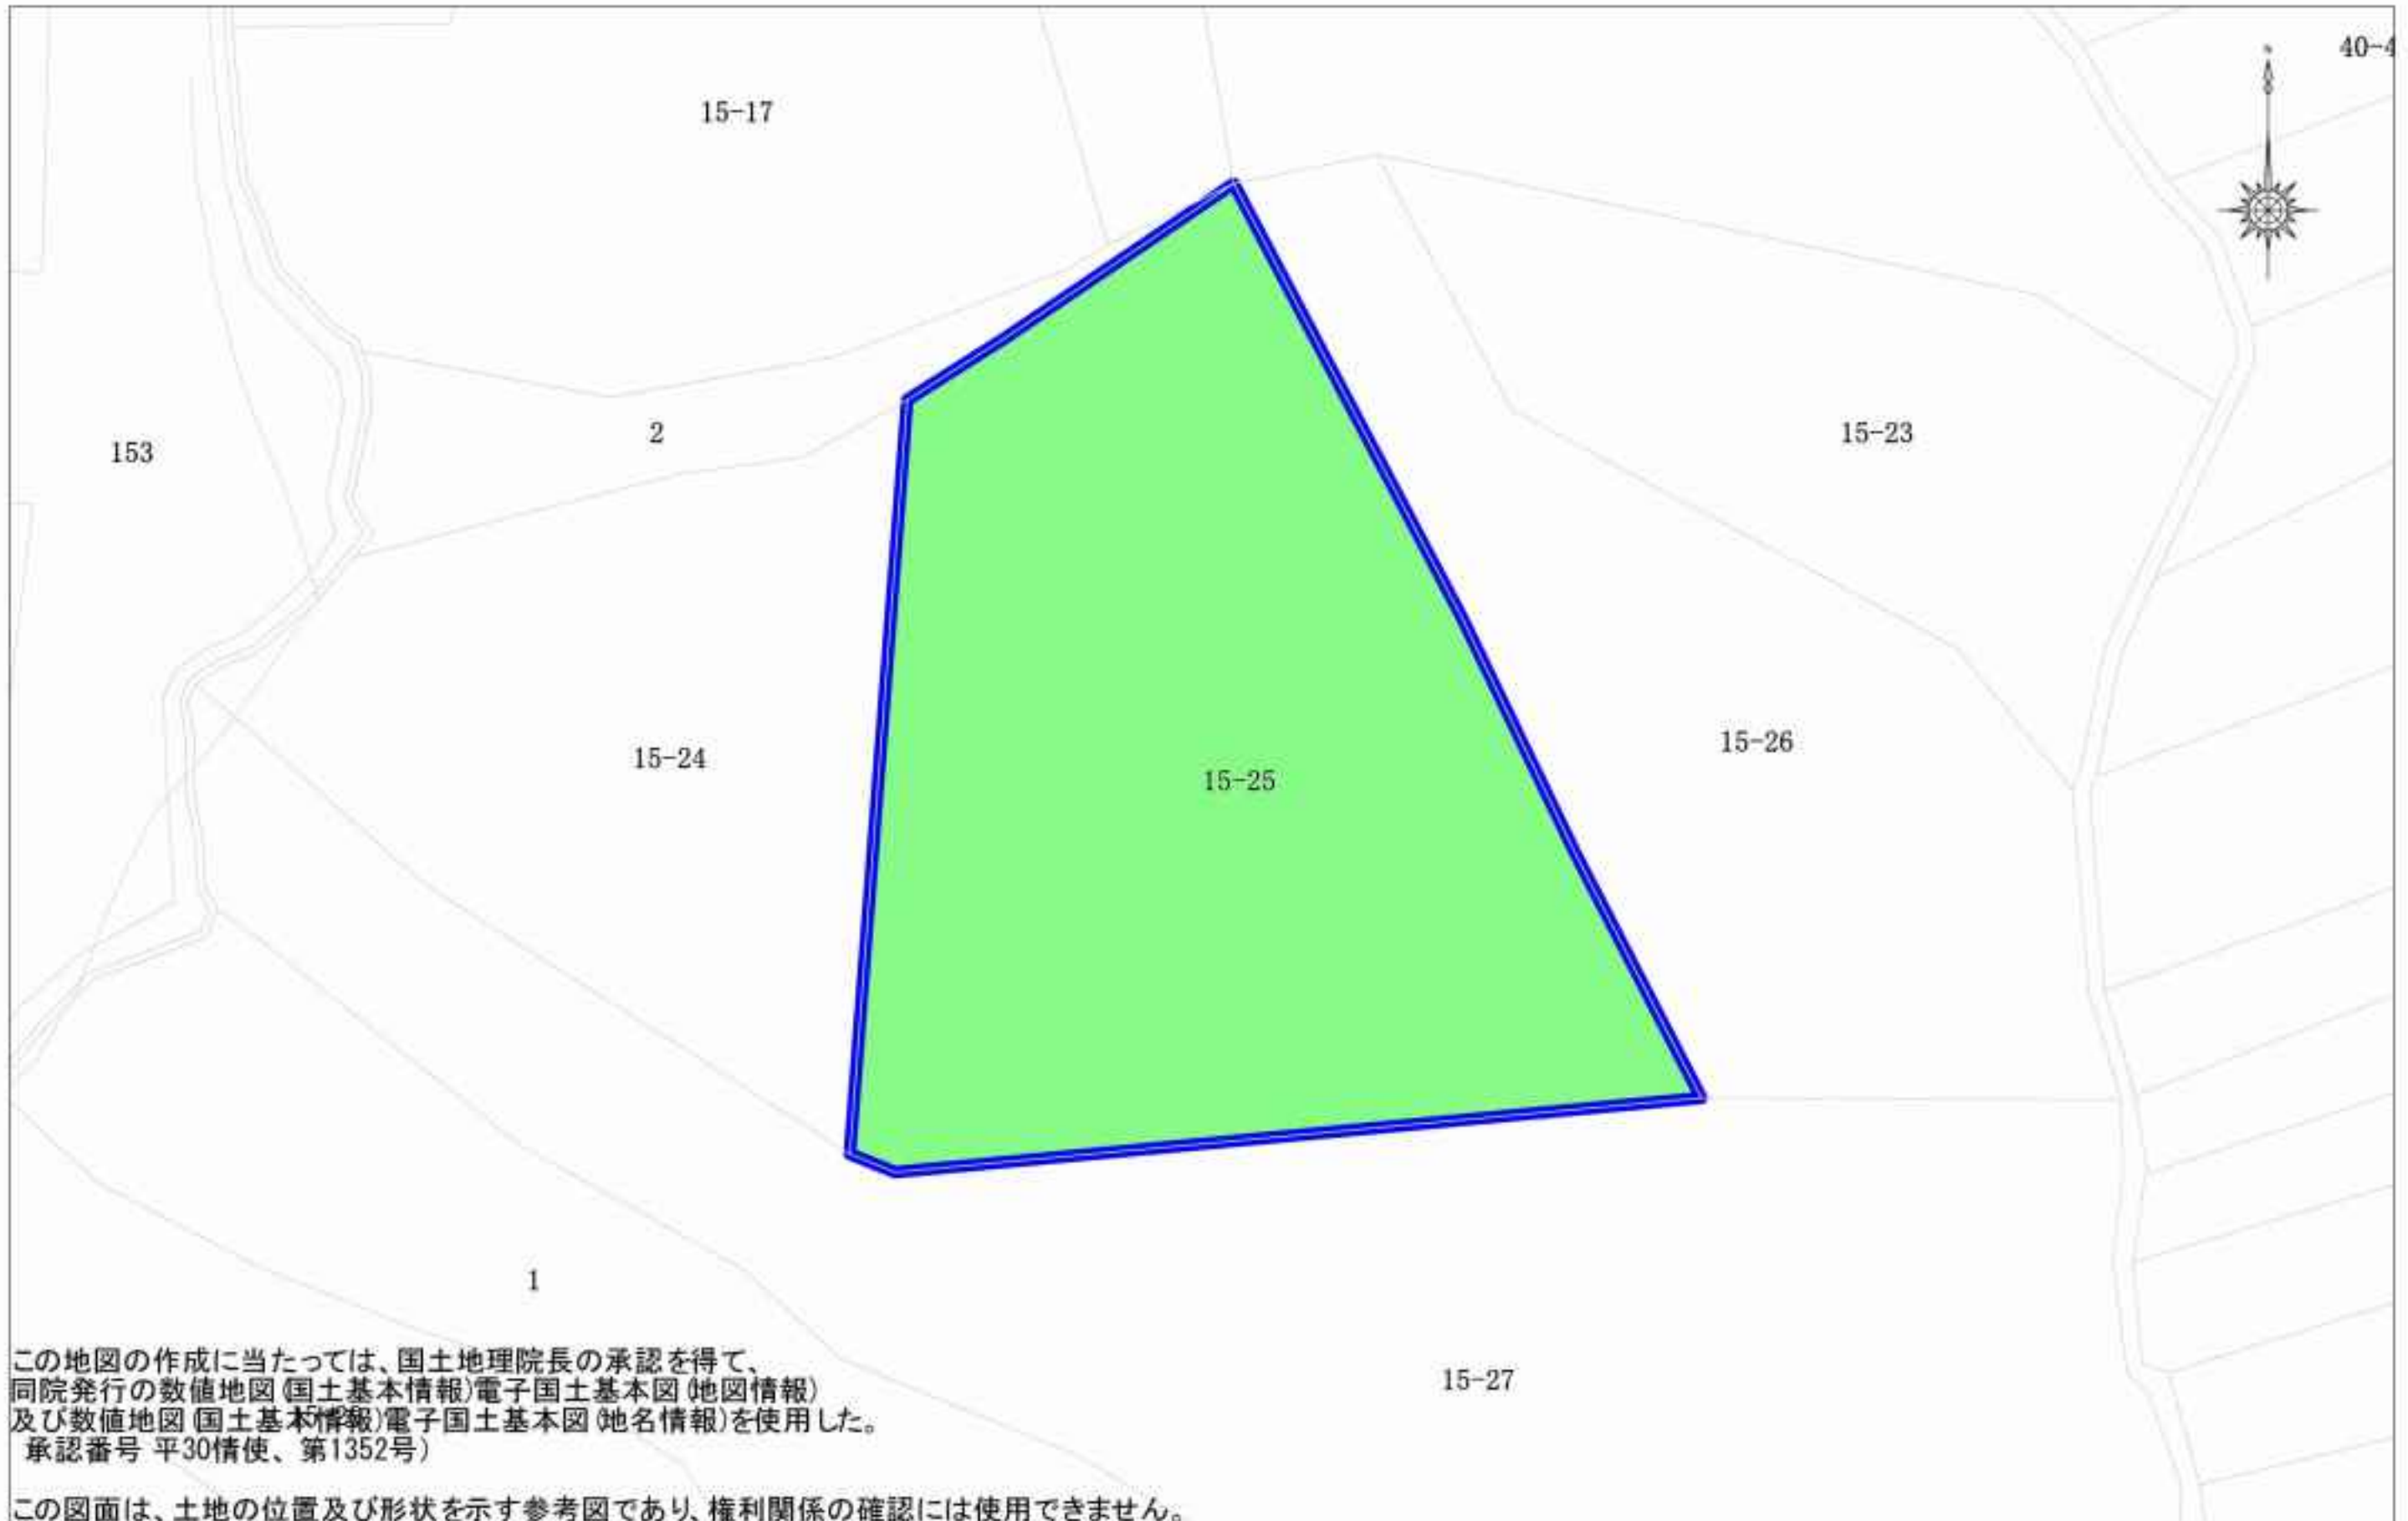 40-4
15-17
153
2
15-23
15-24
15-25
15-26
1
15-27
この地図の作成に当たっては、国土地理院長の承認を得て、
同院発行の数値地図(国土基本情報)電子国土基本図(地図情報)
及び数値地図(国土基本情報)電子国土基本図(地名情報)を使用した。
承認番号 平30情使、第1352号)
この図面は、土地の位置及び形状を示す参考図であり、権利関係の確認には使用できません。